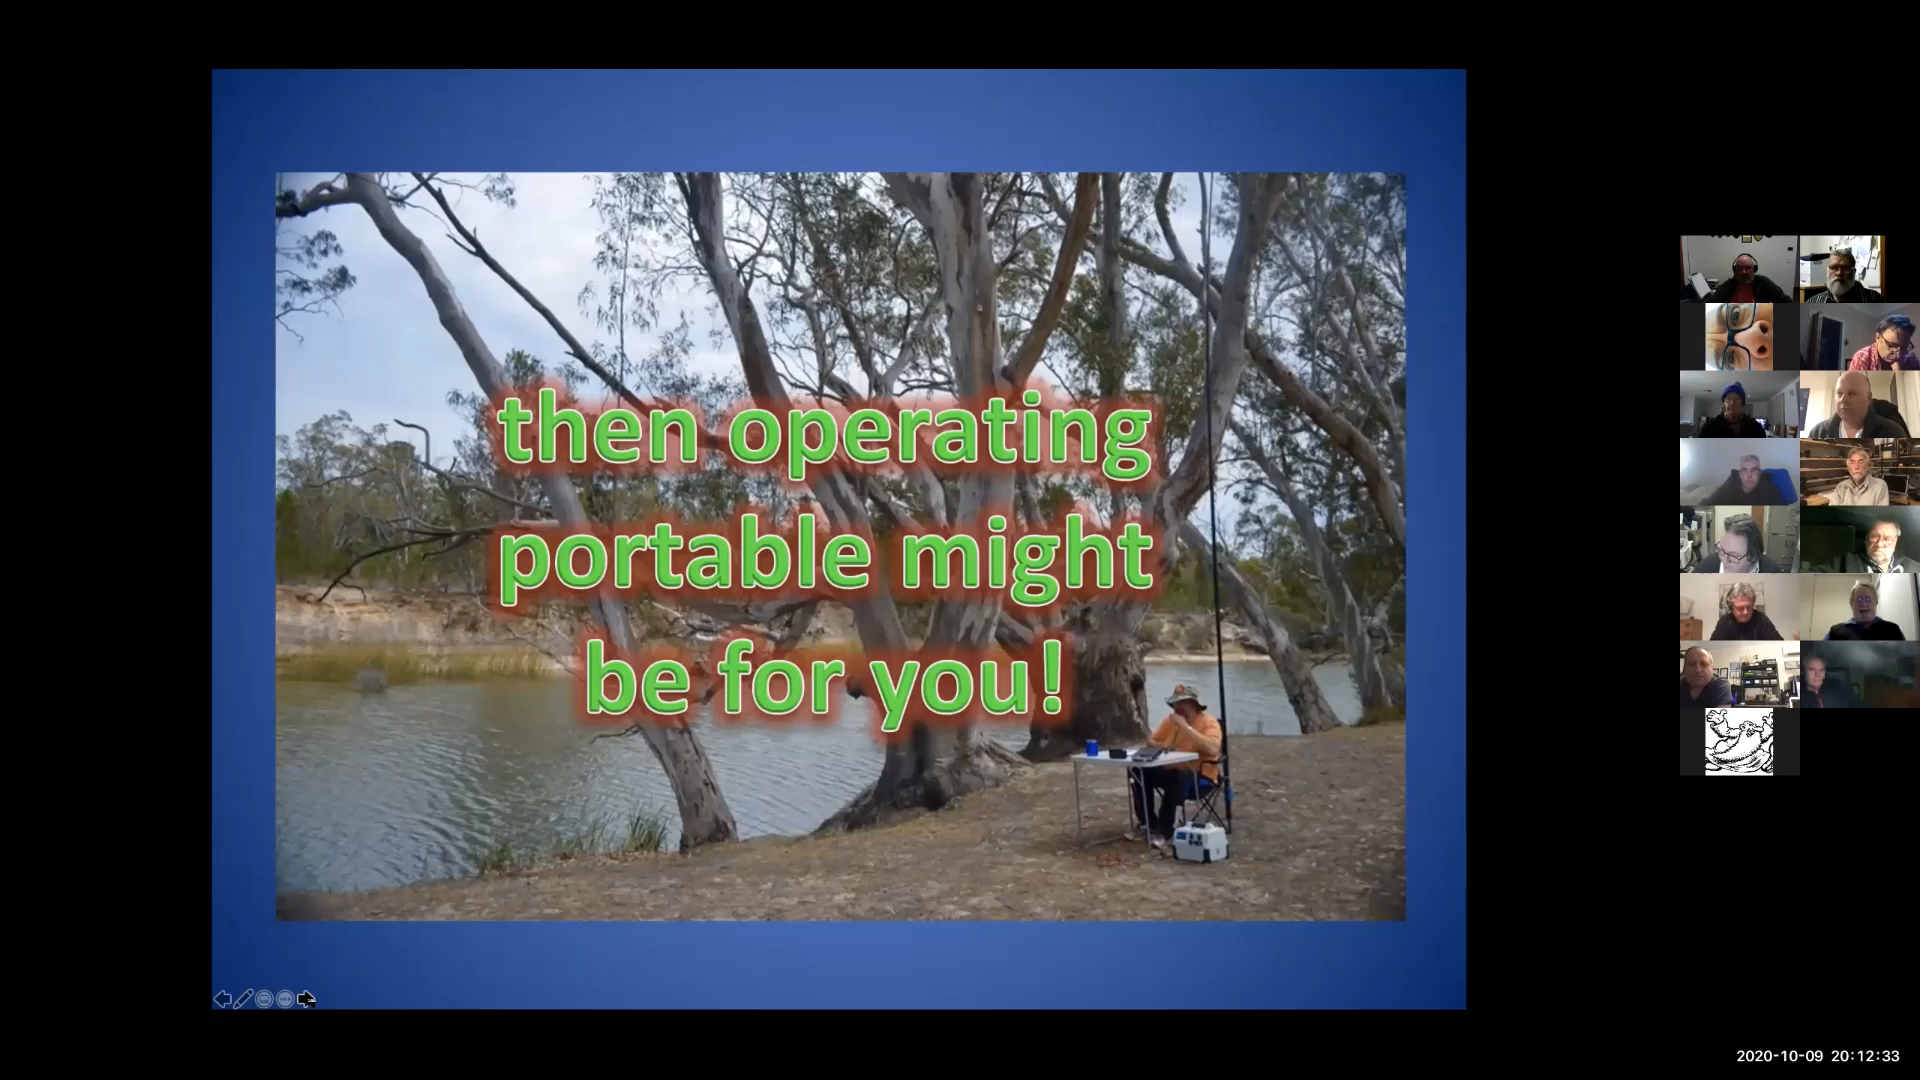 then operating
portable might
be for you!
2020-10-09 20:12:33